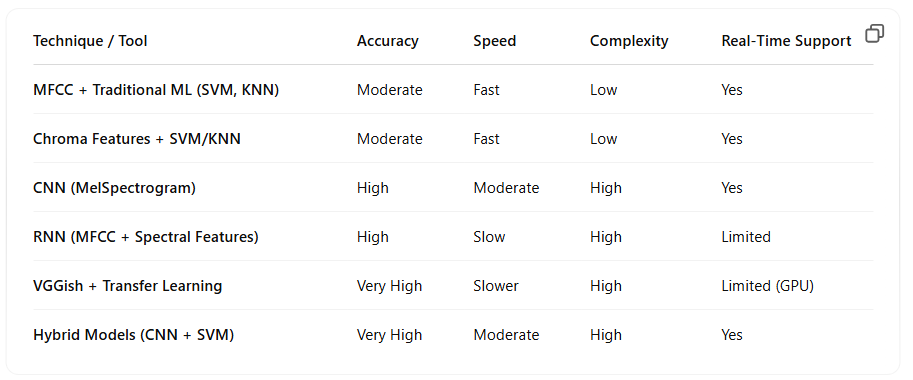 Technique / Tool Accuracy Speed Complexity Real-Time Support
MFCC + Traditional ML (SVM, KNN) Moderate Fast Low Yes
Chroma Features + SVM/KNN Moderate Fast Low Yes
CNN (MelSpectrogram) High Moderate High Yes
RNN (MFCC + Spectral Features) High Slow High Limited
VGGish + Transfer Learning Very High Slower High Limited (GPU)
Hybrid Models (CNN + SVM) Very High Moderate High Yes